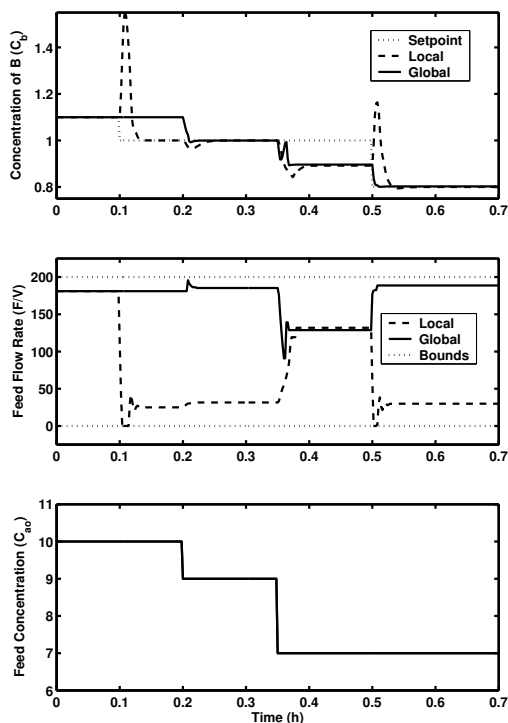 Concentration of B (C_b)
1.4
1.2
1
0.8
Setpoint
Local
Global
0 0.1 0.2 0.3 0.4 0.5 0.6 0.7
Feed Flow Rate (F/V)
200
150
100
50
0
Local
Global
Bounds
0 0.1 0.2 0.3 0.4 0.5 0.6 0.7
Feed Concentration (C_ao)
11
10
9
8
7
6
0 0.1 0.2 0.3 0.4 0.5 0.6 0.7
Time (h)